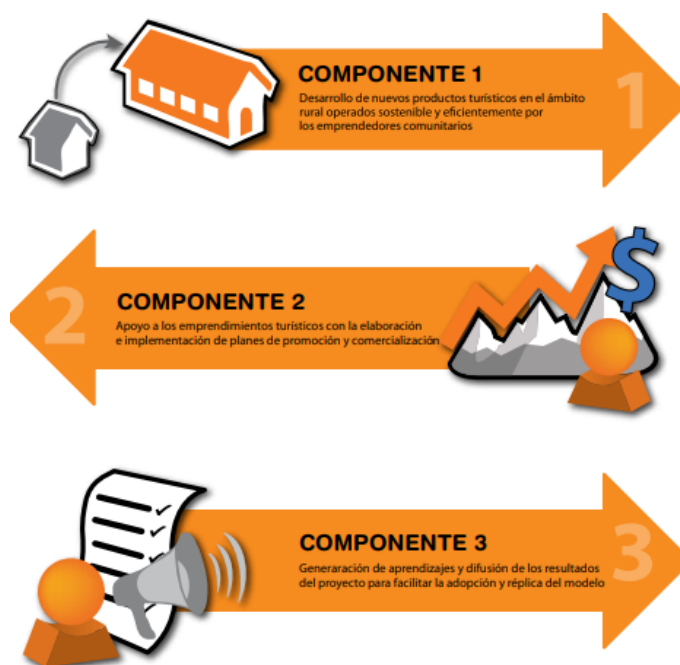 COMPONENTE 1
Desarrollo de nuevos productos turísticos en el ámbito
rural operados sostenible y eficientemente por
los emprendedores comunitarios
1
2
COMPONENTE 2
Apoyo a los emprendimientos turísticos con la elaboración
e implementación de planes de promoción y comercialización
$
COMPONENTE 3
Generaración de aprendizajes y difusión de los resultados
del proyecto para facilitar la adopción y réplica del modelo
3